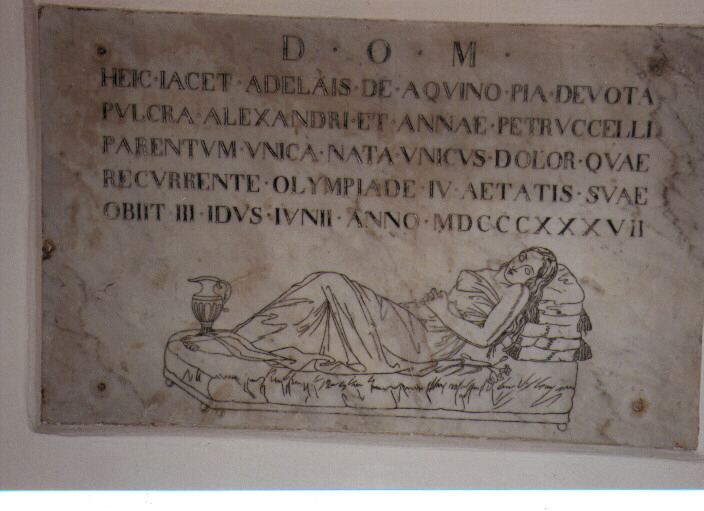 D · O · M ·
HEIC · IACET · ADELAIS · DE · AQVINO · PIA · DEVOTA
PVLCRA · ALEXANDRI · ET · ANNAE · PETRVCCELLI
PARENTVM · VNICA · NATA · VNICVS · DOLOR · QVAE
RECVRRENTE · OLYMPIADE · IV · AETATIS · SVAE
OBIIT · III · IDVS · IVNII · ANNO · MDCCCXXXVII